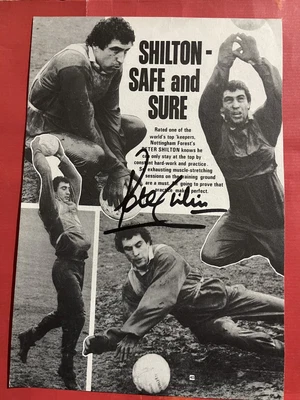 SHILTON-
SAFE and
SURE
Rated one of the
world's top 'keepers,
Nottingham Forest's
PETER SHILTON knows he
can only stay at the top by
constant hard-work and practice.
exhausting muscle-stretching
sessions on the training ground
are a must. going to prove that
practice makes perfect.